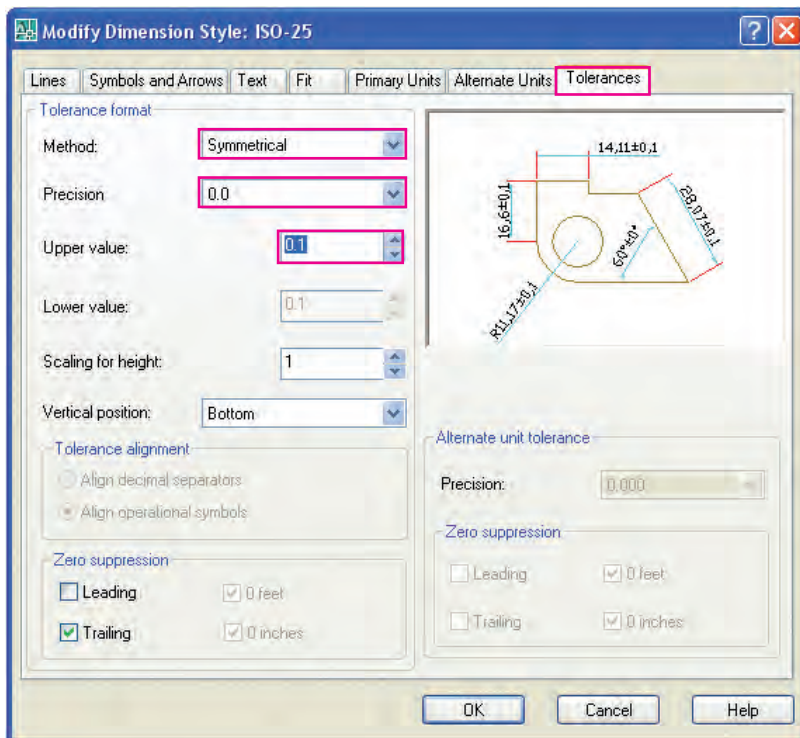 Modify Dimension Style: ISO-25
Lines Symbols and Arrows Text Fit Primary Units Alternate Units Tolerances
Tolerance format
Method: Symmetrical
Precision 0.0
Upper value: 0.1
Lower value: 0.1
Scaling for height: 1
Vertical position: Bottom
Tolerance alignment
Align decimal separators
Align operational symbols
Zero suppression
Leading 0 feet
Trailing 0 inches
14,11±0,1
16,6±0,1
28,07±0,1
60°±0°
R11,17±0,1
Alternate unit tolerance
Precision: 0.000
Zero suppression
Leading 0 feet
Trailing 0 inches
OK Cancel Help